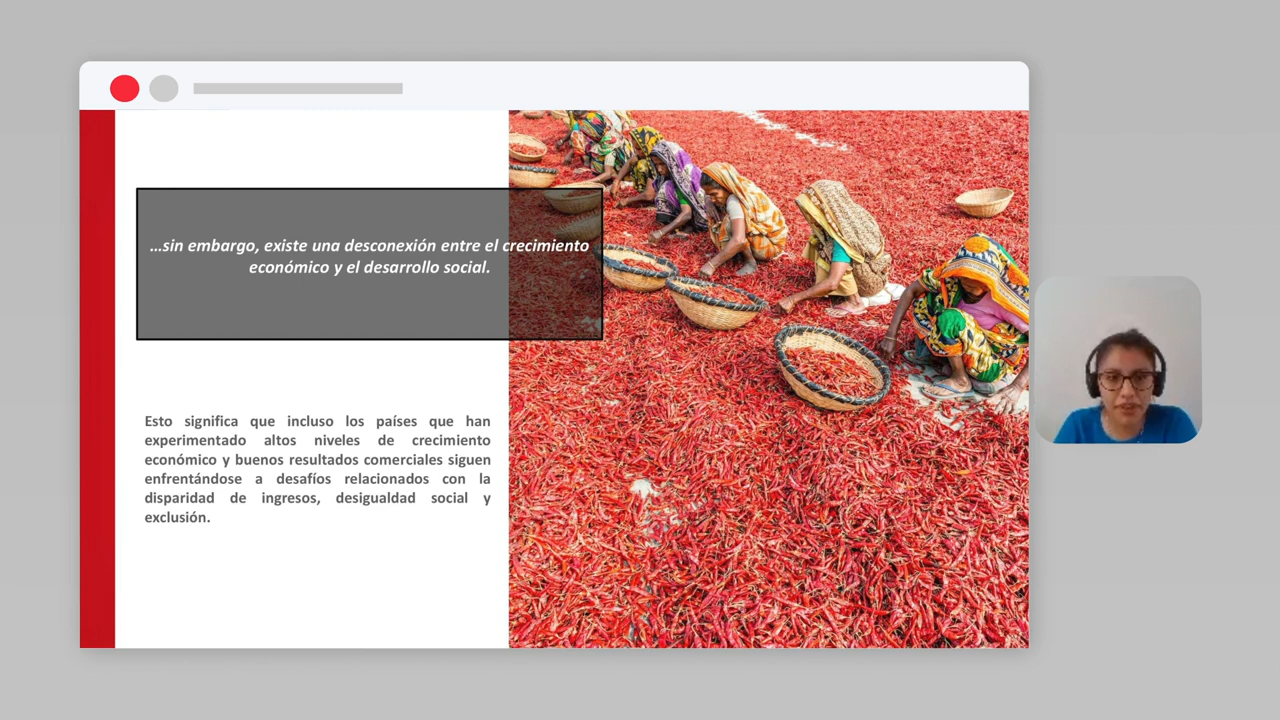 ...sin embargo, existe una desconexión entre el crecimiento
económico y el desarrollo social.
Esto significa que incluso los países que han
experimentado altos niveles de crecimiento
económico y buenos resultados comerciales siguen
enfrentándose a desafíos relacionados con la
disparidad de ingresos, desigualdad social y
exclusión.